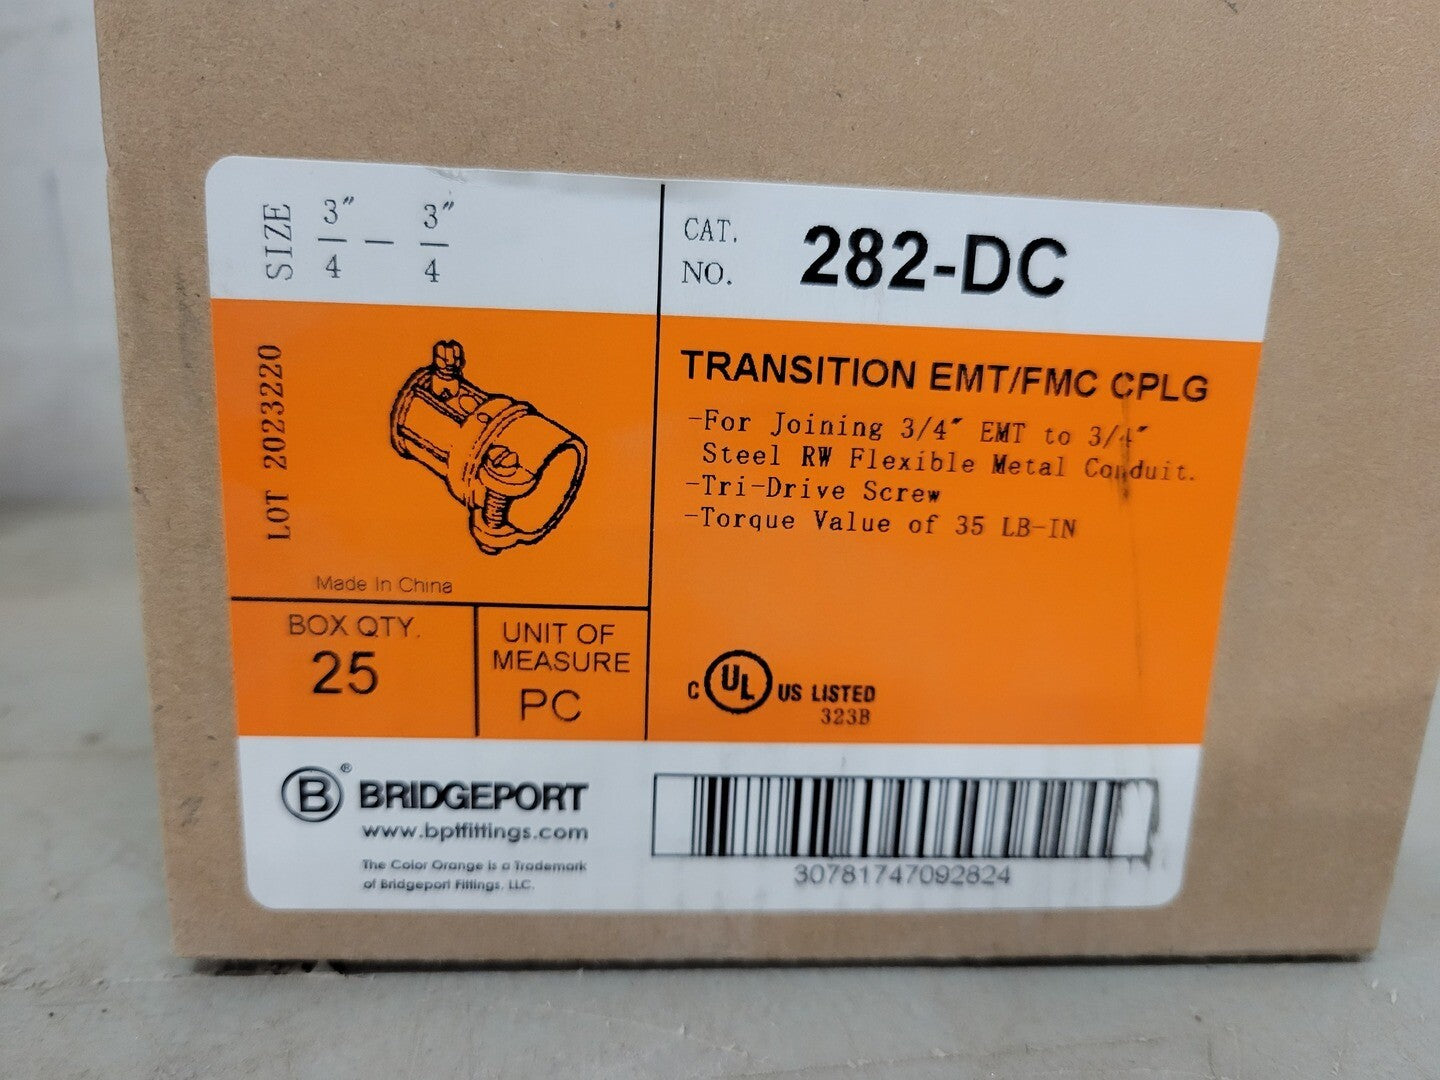 SIZE 3″/4 - 3″/4
CAT. NO. 282-DC
LOT 2023220
Made In China
TRANSITION EMT/FMC CPLG
-For Joining 3/4″ EMT to 3/4″
Steel RW Flexible Metal Conduit.
-Tri-Drive Screw
-Torque Value of 35 LB-IN
BOX QTY.
25
UNIT OF
MEASURE
PC
C UL US LISTED
323B
B® BRIDGEPORT
www.bptfittings.com
The Color Orange is a Trademark
of Bridgeport Fittings, LLC.
30781747092824